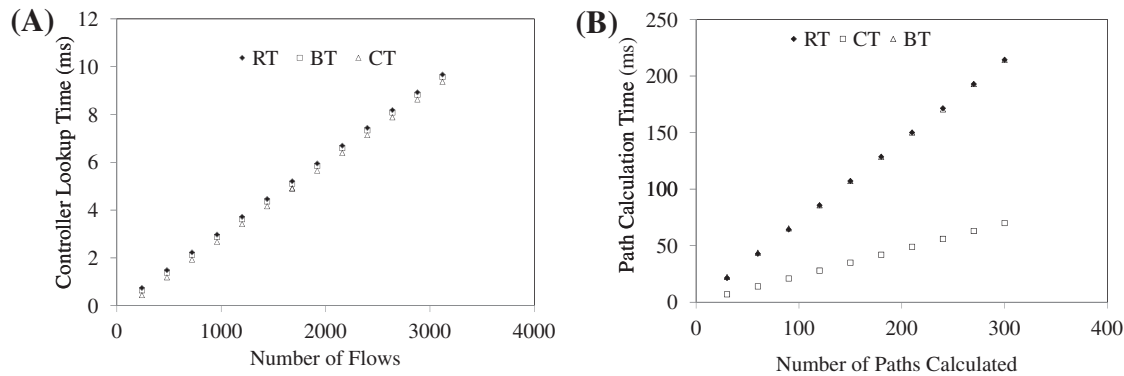 (A)
Controller Lookup Time (ms)
12
10
8
6
4
2
0
RT BT CT
0 1000 2000 3000 4000
Number of Flows
(B)
Path Calculation Time (ms)
250
200
150
100
50
0
RT CT BT
0 100 200 300 400
Number of Paths Calculated